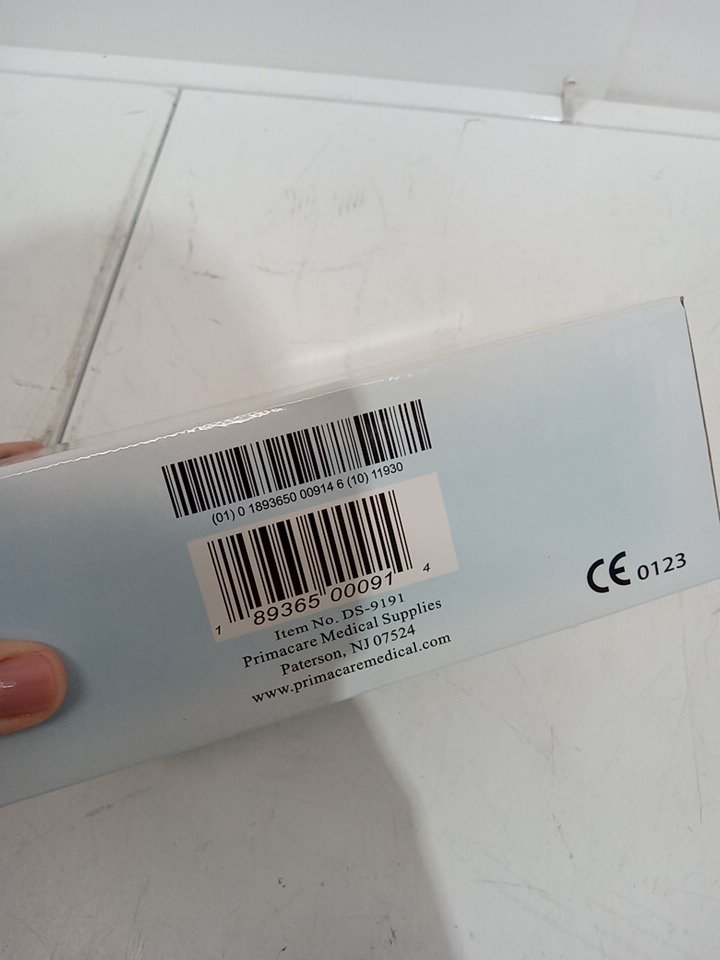 (01) 0 1893650 00914 6 (10) 11930
1 89365 00091 4
Item No. DS-9191
Primacare Medical Supplies
Paterson, NJ 07524
www.primacaremedical.com
CE 0123